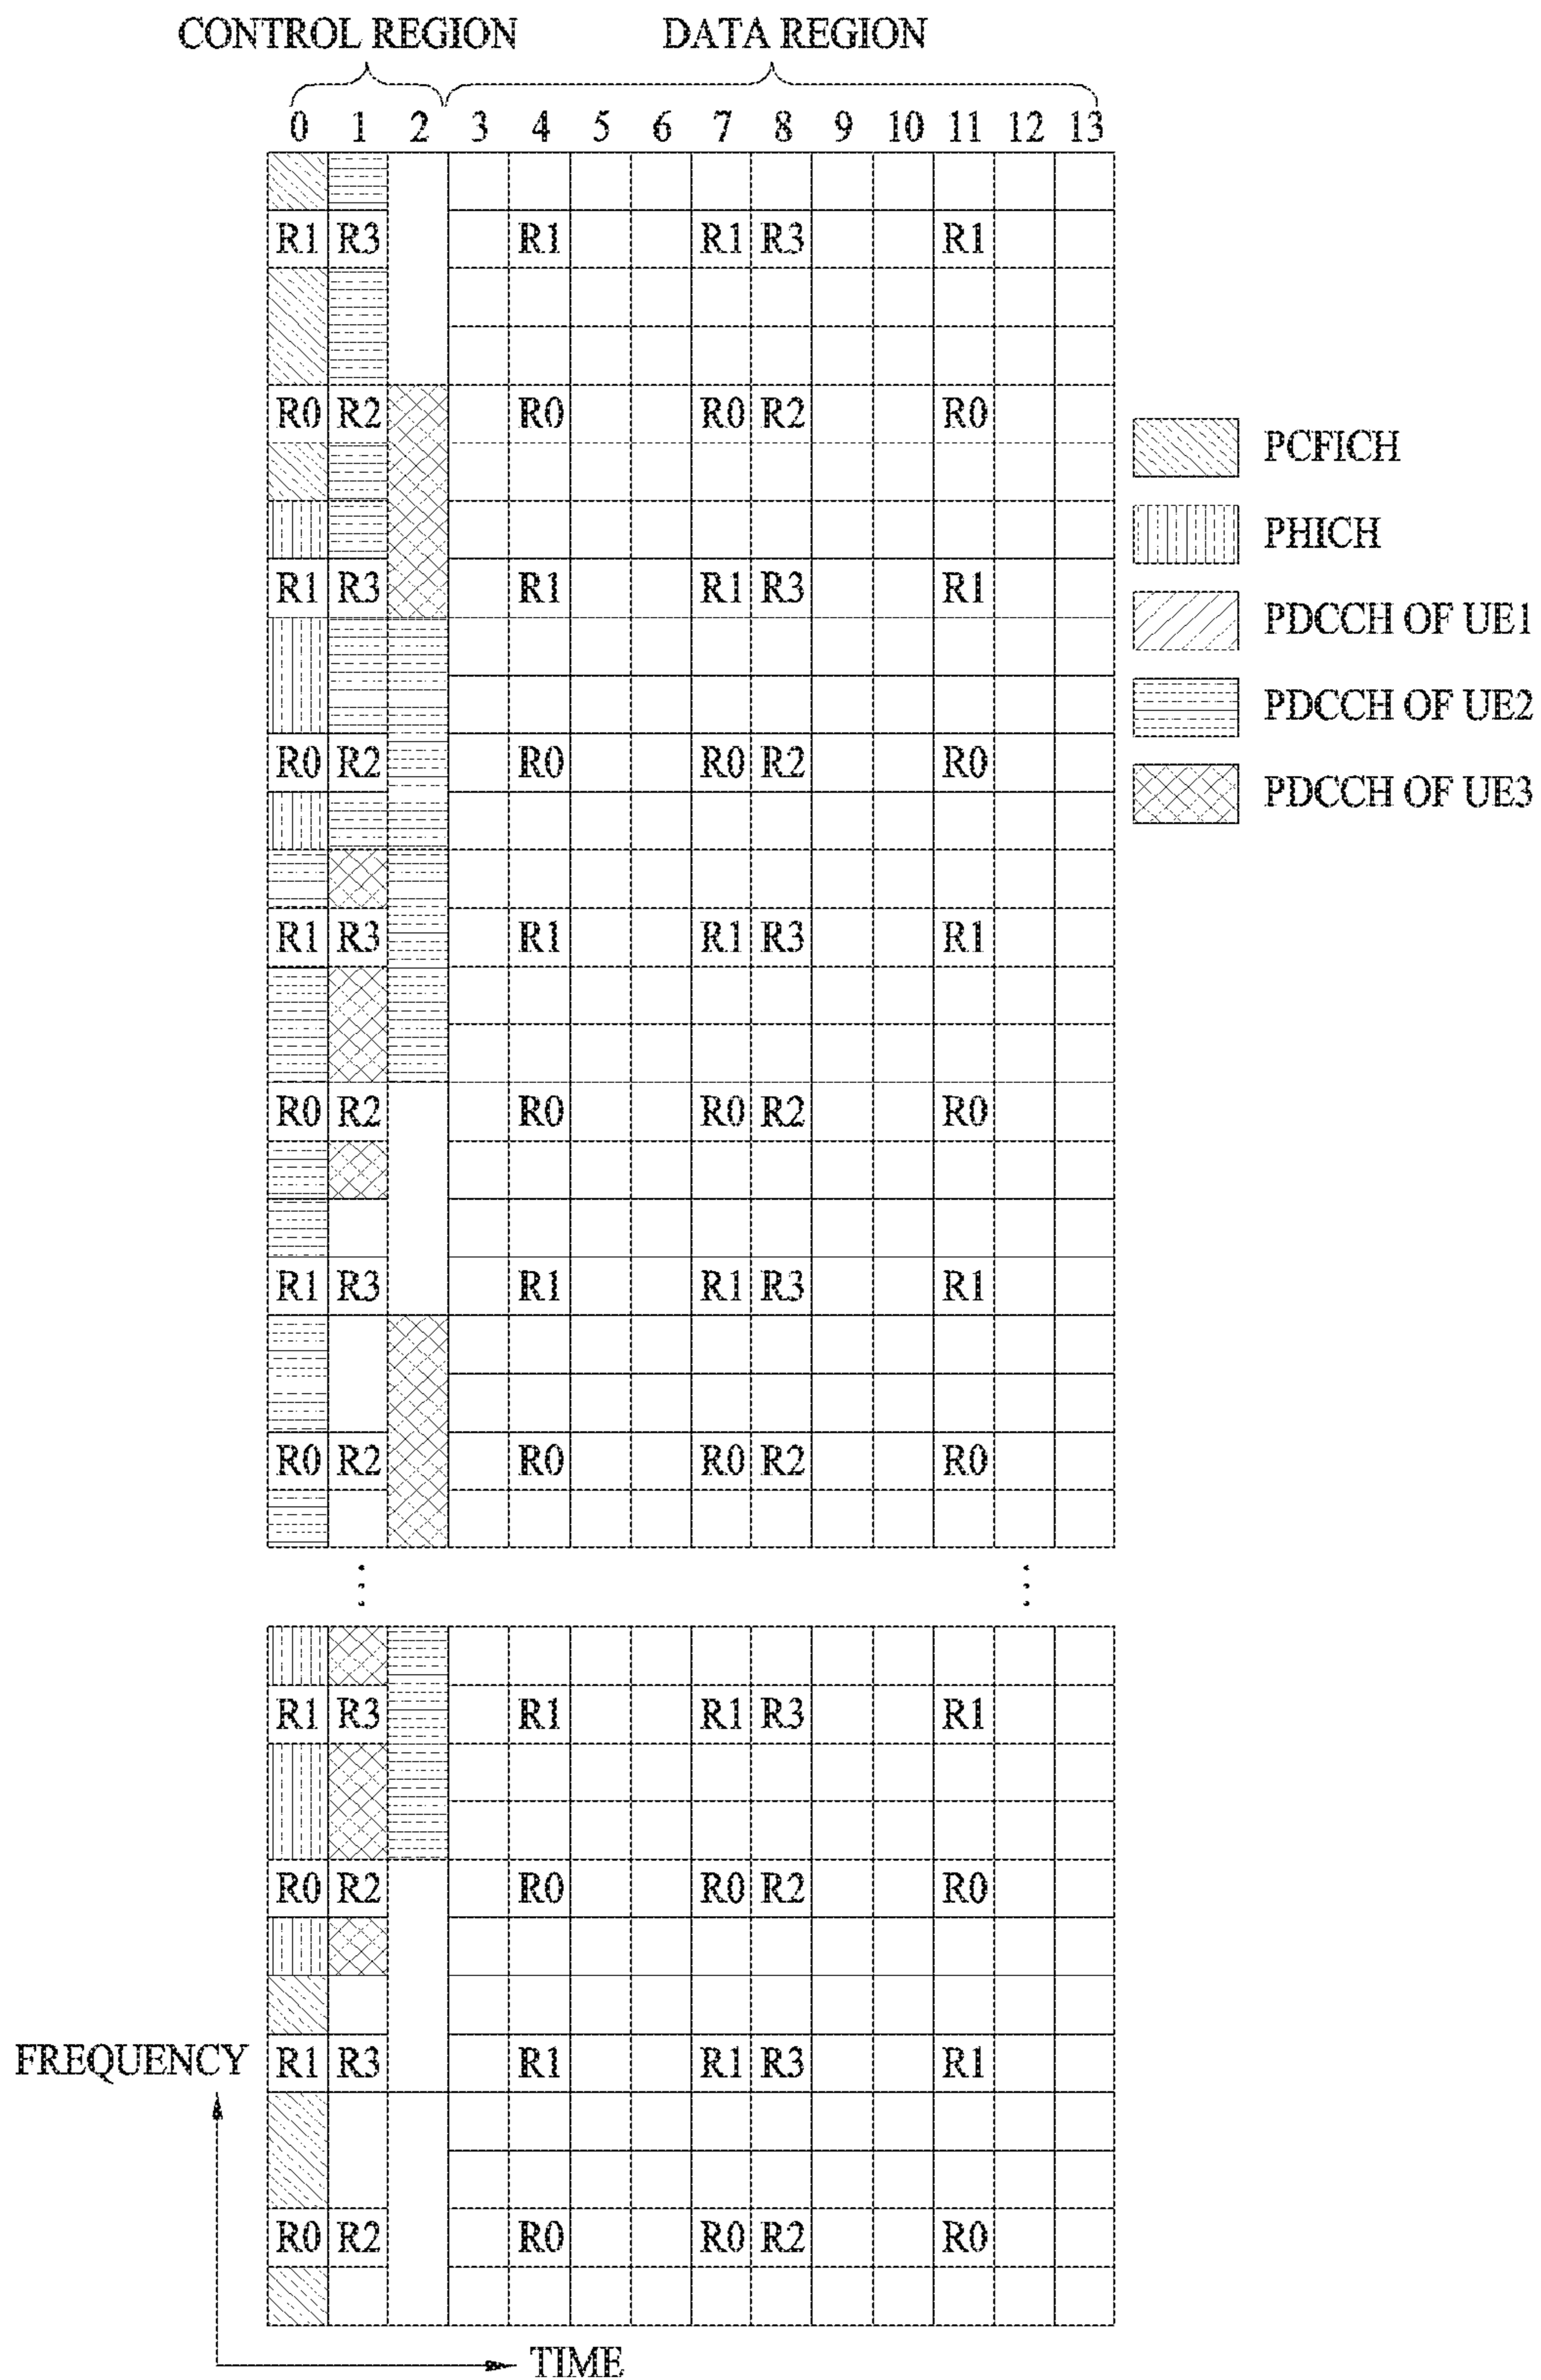 CONTROL REGION DATA REGION
0 1 2 3 4 5 6 7 8 9 10 11 12 13
R1 R3 R1 R1 R3 R1
R0 R2 R0 R0 R2 R0
PCFICH
PHICH
R1 R3 R1 R1 R3 R1
PDCCH OF UE1
PDCCH OF UE2
R0 R2 R0 R0 R2 R0
PDCCH OF UE3
R1 R3 R1 R1 R3 R1
R0 R2 R0 R0 R2 R0
R1 R3 R1 R1 R3 R1
R0 R2 R0 R0 R2 R0
R1 R3 R1 R1 R3 R1
R0 R2 R0 R0 R2 R0
FREQUENCY R1 R3 R1 R1 R3 R1
R0 R2 R0 R0 R2 R0
TIME